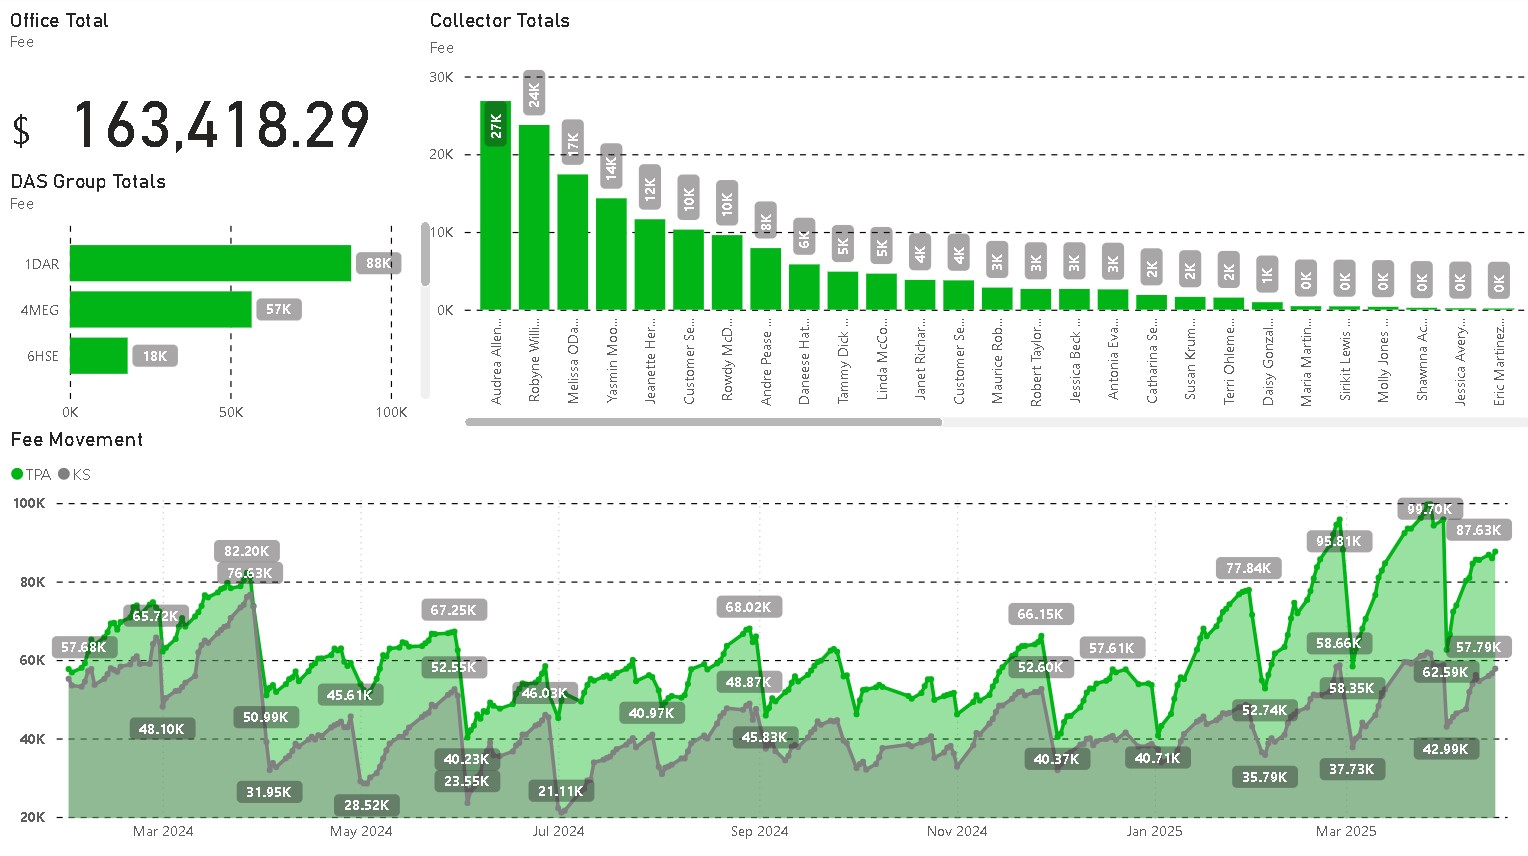 Office Total
Fee
$ 163,418.29
DAS Group Totals
Fee
1DAR
88K
4MEG
57K
6HSE
18K
0K
50K
100K
Collector Totals
Fee
30K
20K
10K
0K
27K
24K
17K
14K
12K
10K
10K
8K
6K
5K
5K
4K
4K
3K
3K
3K
3K
2K
2K
2K
1K
0K
0K
0K
0K
0K
0K
Audrea Allen...
Robyne Willi...
Melissa ODa...
Yasmin Moo...
Jeanette Her...
Customer Se...
Rowdy McD...
Andre Pease ...
Daneese Hat...
Tammy Dick ...
Linda McCo...
Janet Richar...
Customer Se...
Maurice Rob...
Robert Taylor...
Jessica Beck ...
Antonia Eva...
Catharina Se...
Susan Krum...
Terri Ohleme...
Daisy Gonzal...
Maria Martin...
Srikit Lewis ...
Molly Jones ...
Shawnna Ac...
Jessica Avery...
Eric Martinez...
Fee Movement
TPA
KS
100K
80K
60K
40K
20K
57.68K
65.72K
48.10K
82.20K
76.63K
50.99K
31.95K
45.61K
28.52K
67.25K
52.55K
40.23K
23.55K
46.03K
21.11K
40.97K
68.02K
48.87K
45.83K
66.15K
52.60K
40.37K
57.61K
40.71K
77.84K
52.74K
35.79K
95.81K
58.66K
58.35K
37.73K
99.70K
87.63K
57.79K
62.59K
42.99K
Mar 2024
May 2024
Jul 2024
Sep 2024
Nov 2024
Jan 2025
Mar 2025